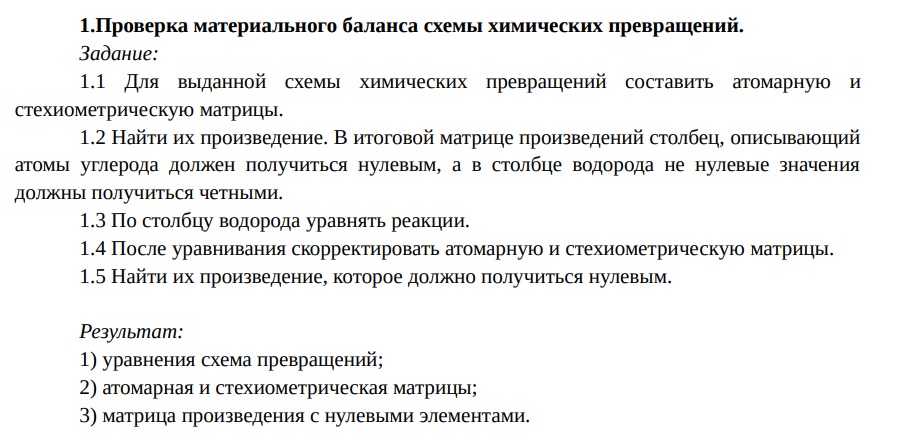 1.Проверка материального баланса схемы химических превращений.
Задание:
1.1 Для выданной схемы химических превращений составить атомарную и
стехиометрическую матрицы.
1.2 Найти их произведение. В итоговой матрице произведений столбец, описывающий
атомы углерода должен получиться нулевым, а в столбце водорода не нулевые значения
должны получиться четными.
1.3 По столбцу водорода уравнять реакции.
1.4 После уравнивания скорректировать атомарную и стехиометрическую матрицы.
1.5 Найти их произведение, которое должно получиться нулевым.
Результат:
1) уравнения схема превращений;
2) атомарная и стехиометрическая матрицы;
3) матрица произведения с нулевыми элементами.